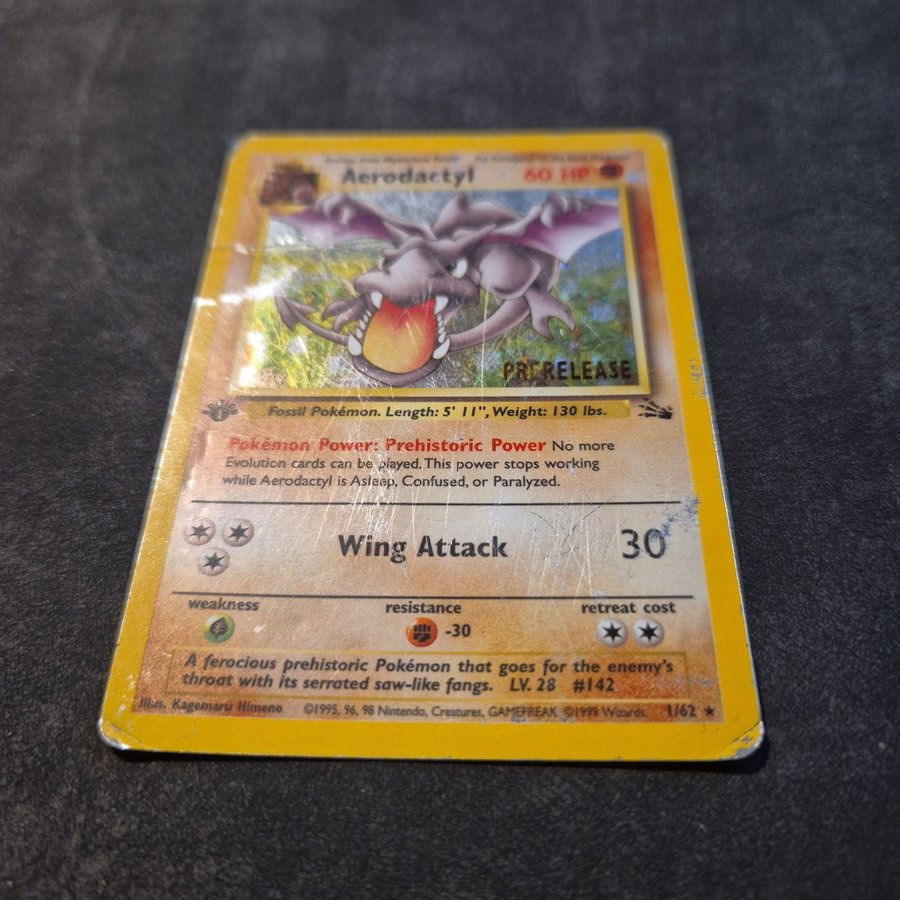 Aerodactyl 60 HP
PRERELEASE
Fossil Pokémon. Length: 5' 11", Weight: 130 lbs.
Pokémon Power: Prehistoric Power No more
Evolution cards can be played. This power stops working
while Aerodactyl is Asleep, Confused, or Paralyzed.
Wing Attack 30
weakness resistance retreat cost
-30
A ferocious prehistoric Pokémon that goes for the enemy's
throat with its serrated saw-like fangs. LV. 28 #142
Illus. Kagemaru Himeno ©1995, 96, 98 Nintendo, Creatures, GAMEFREAK. ©1999 Wizards. 1/62